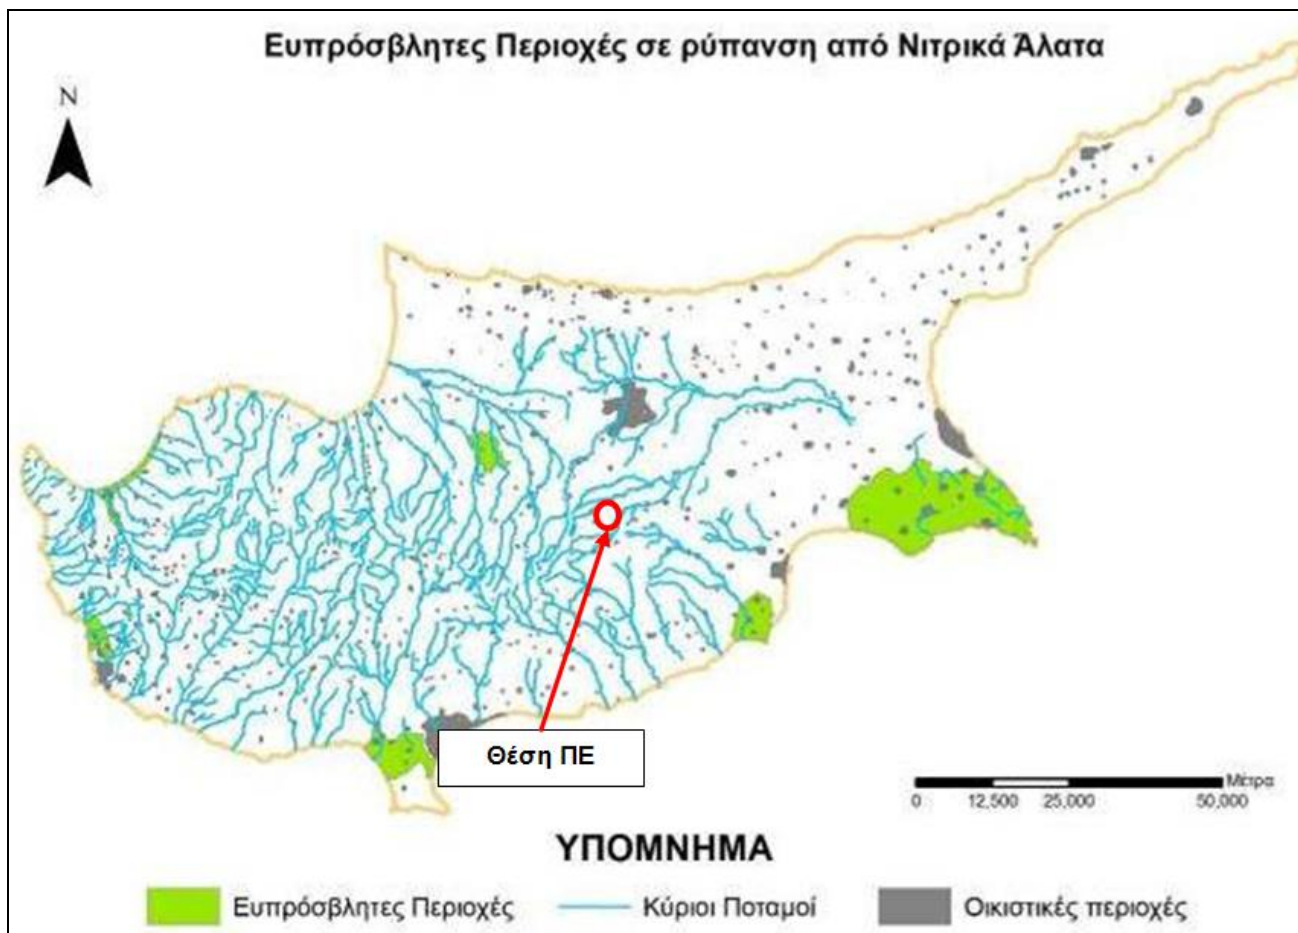 Ευπρόσβλητες Περιοχές σε ρύπανση από Νιτρικά Άλατα
N
Θέση ΠΕ
Μέτρα
0 12,500 25,000 50,000
ΥΠΟΜΝΗΜΑ
Ευπρόσβλητες Περιοχές Κύριοι Ποταμοί Οικιστικές περιοχές